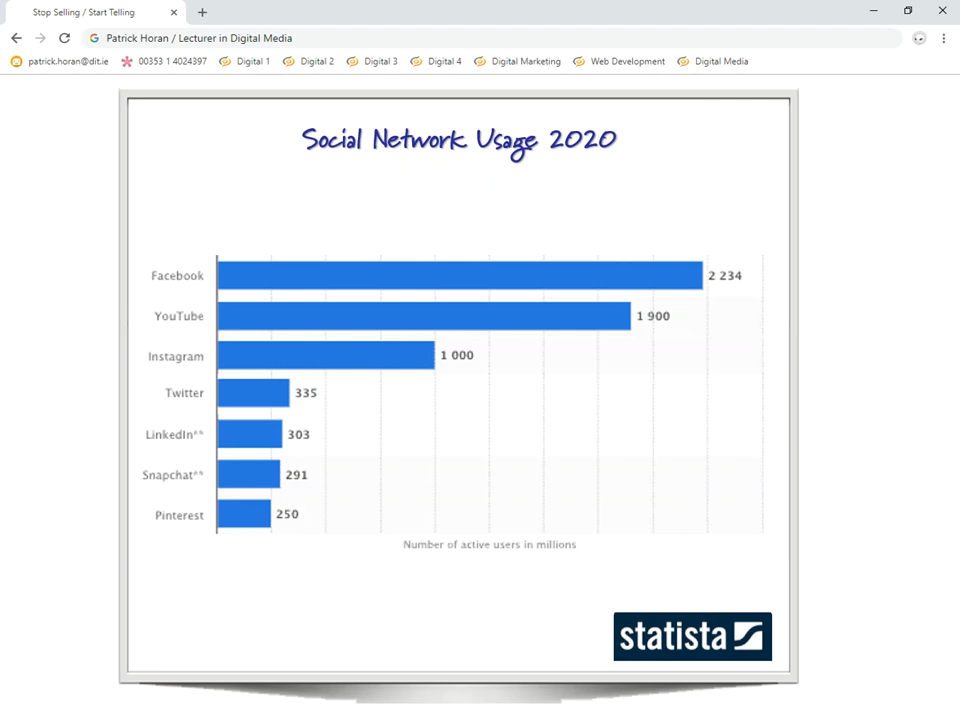 Stop Selling / Start Telling
Patrick Horan / Lecturer in Digital Media
patrick.horan@dit.ie 00353 1 4024397 Digital 1 Digital 2 Digital 3 Digital 4 Digital Marketing Web Development Digital Media
Social Network Usage 2020
Facebook 2 234
YouTube 1 900
Instagram 1 000
Twitter 335
LinkedIn** 303
Snapchat** 291
Pinterest 250
Number of active users in millions
statista